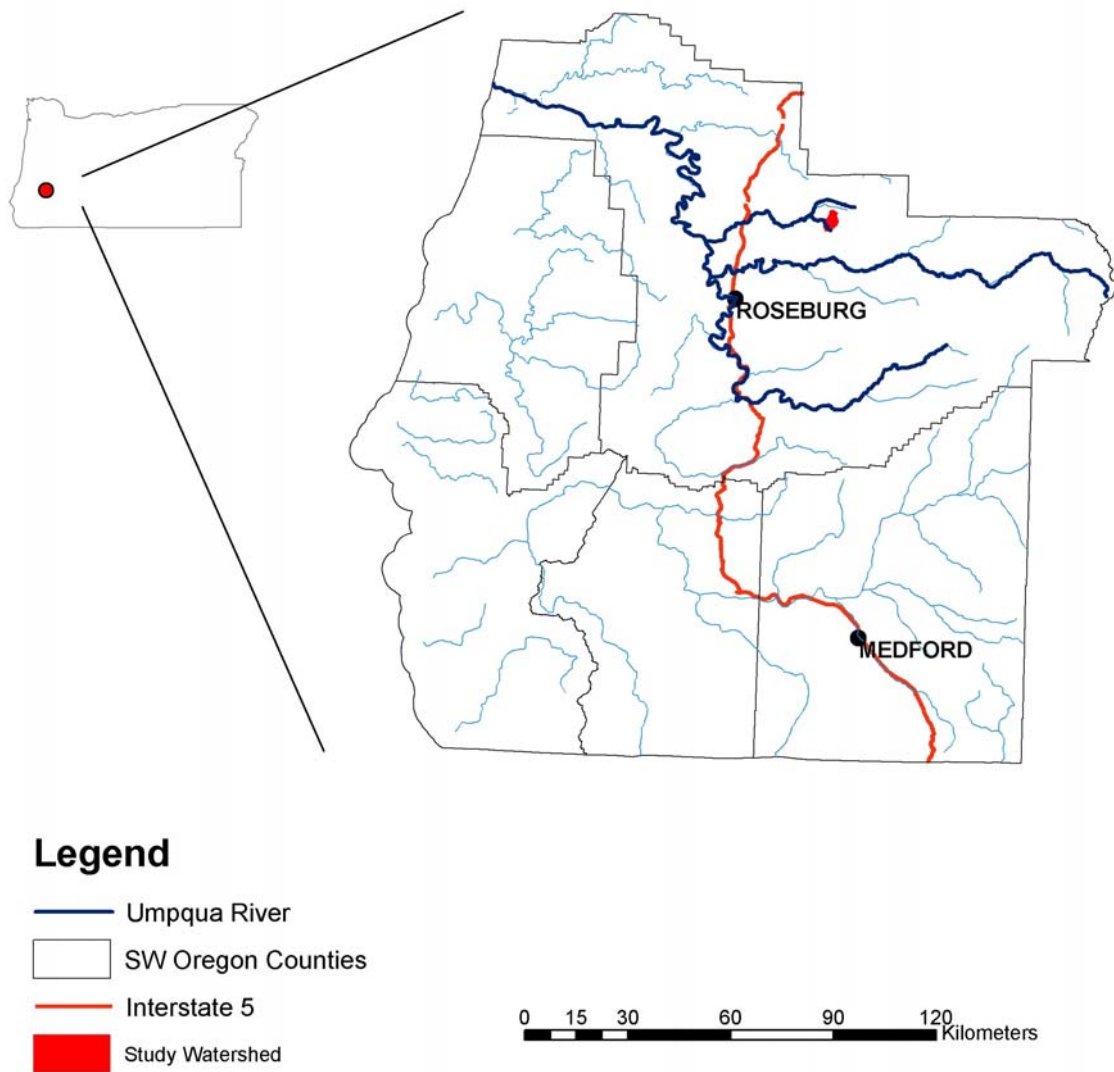 ROSEBURG
MEDFORD
Legend
Umpqua River
SW Oregon Counties
Interstate 5
Study Watershed
0 15 30 60 90 120
Kilometers